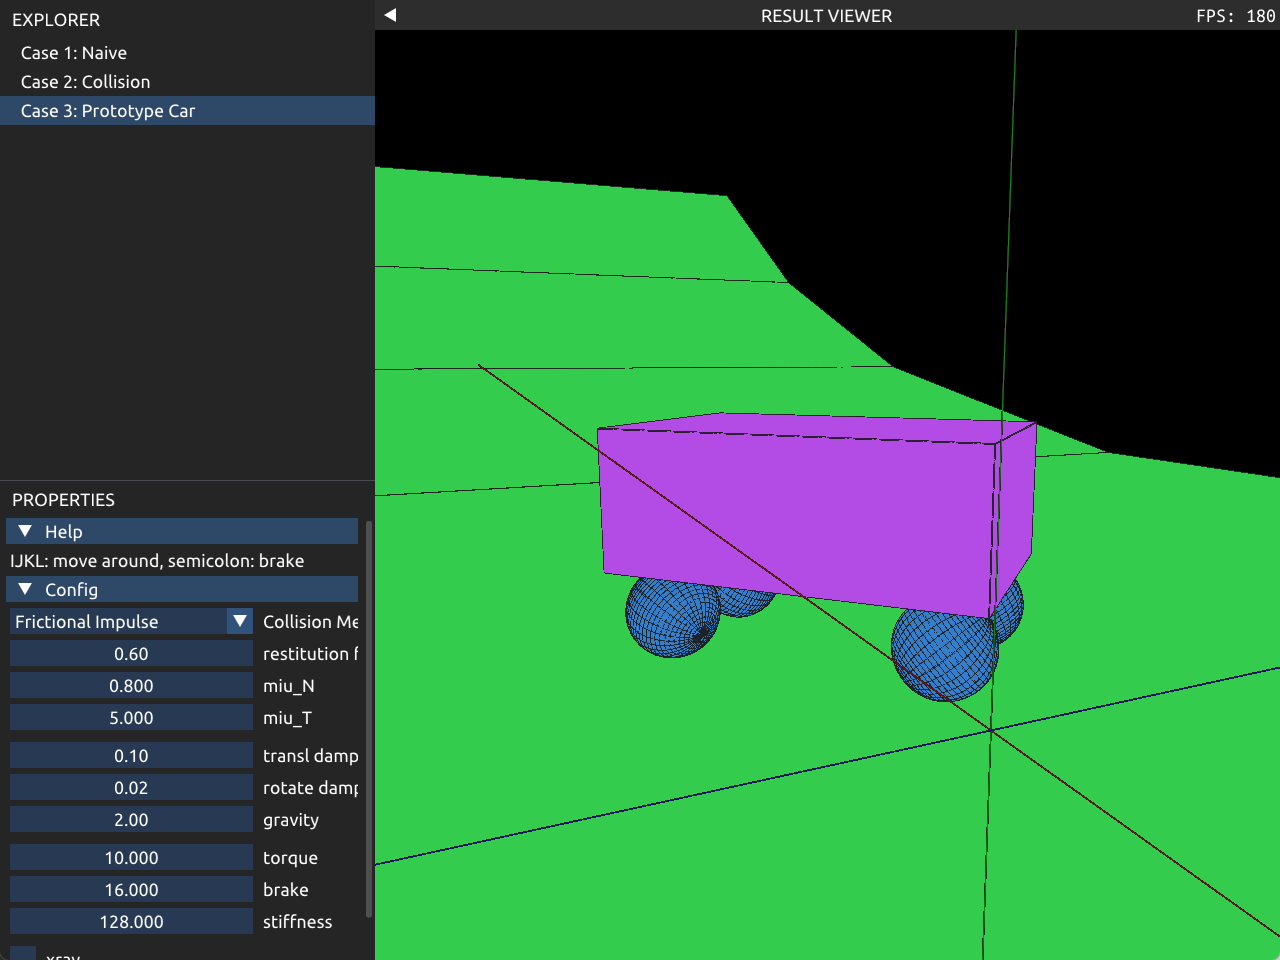 EXPLORER
Case 1: Naive
Case 2: Collision
Case 3: Prototype Car
PROPERTIES
Help
IJKL: move around, semicolon: brake
Config
Frictional Impulse Collision Me
0.60 restitution f
0.800 miu_N
5.000 miu_T
0.10 transl damp
0.02 rotate damp
2.00 gravity
10.000 torque
16.000 brake
128.000 stiffness
xray
RESULT VIEWER
FPS: 180